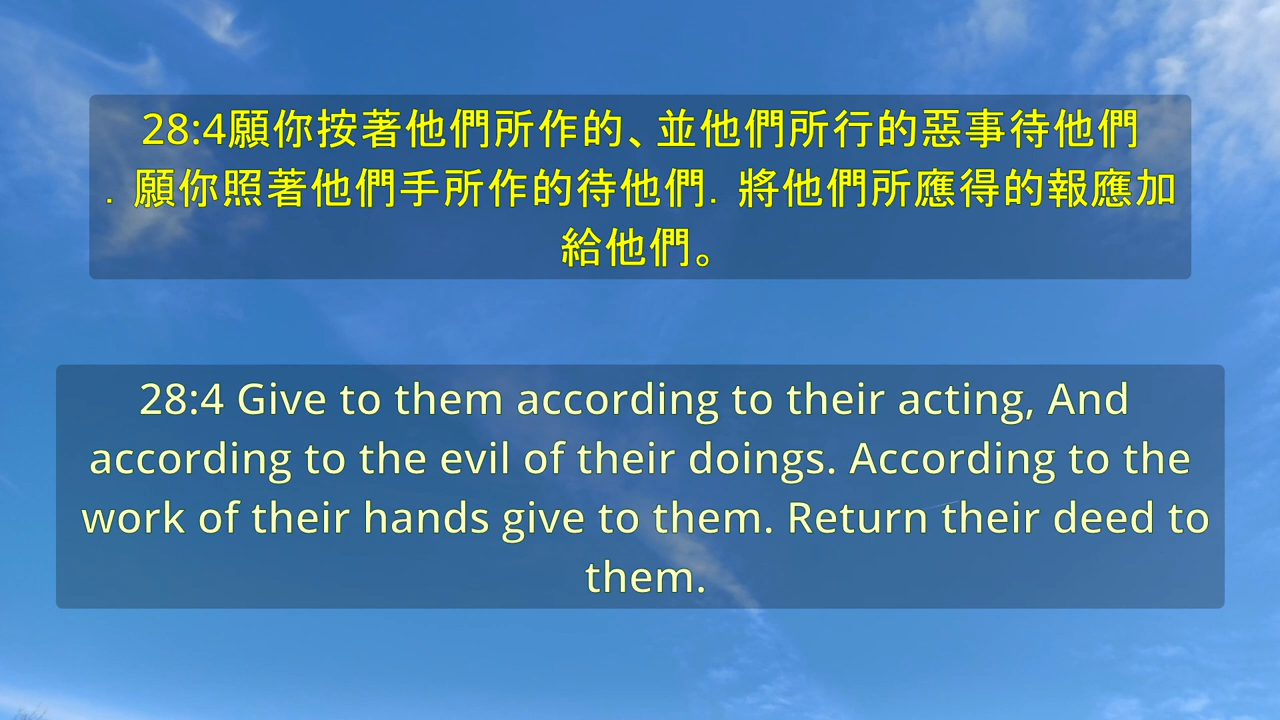 28:4願你按著他們所作的、並他們所行的惡事待他們
．願你照著他們手所作的待他們．將他們所應得的報應加
給他們。
28:4 Give to them according to their acting, And
according to the evil of their doings. According to the
work of their hands give to them. Return their deed to
them.